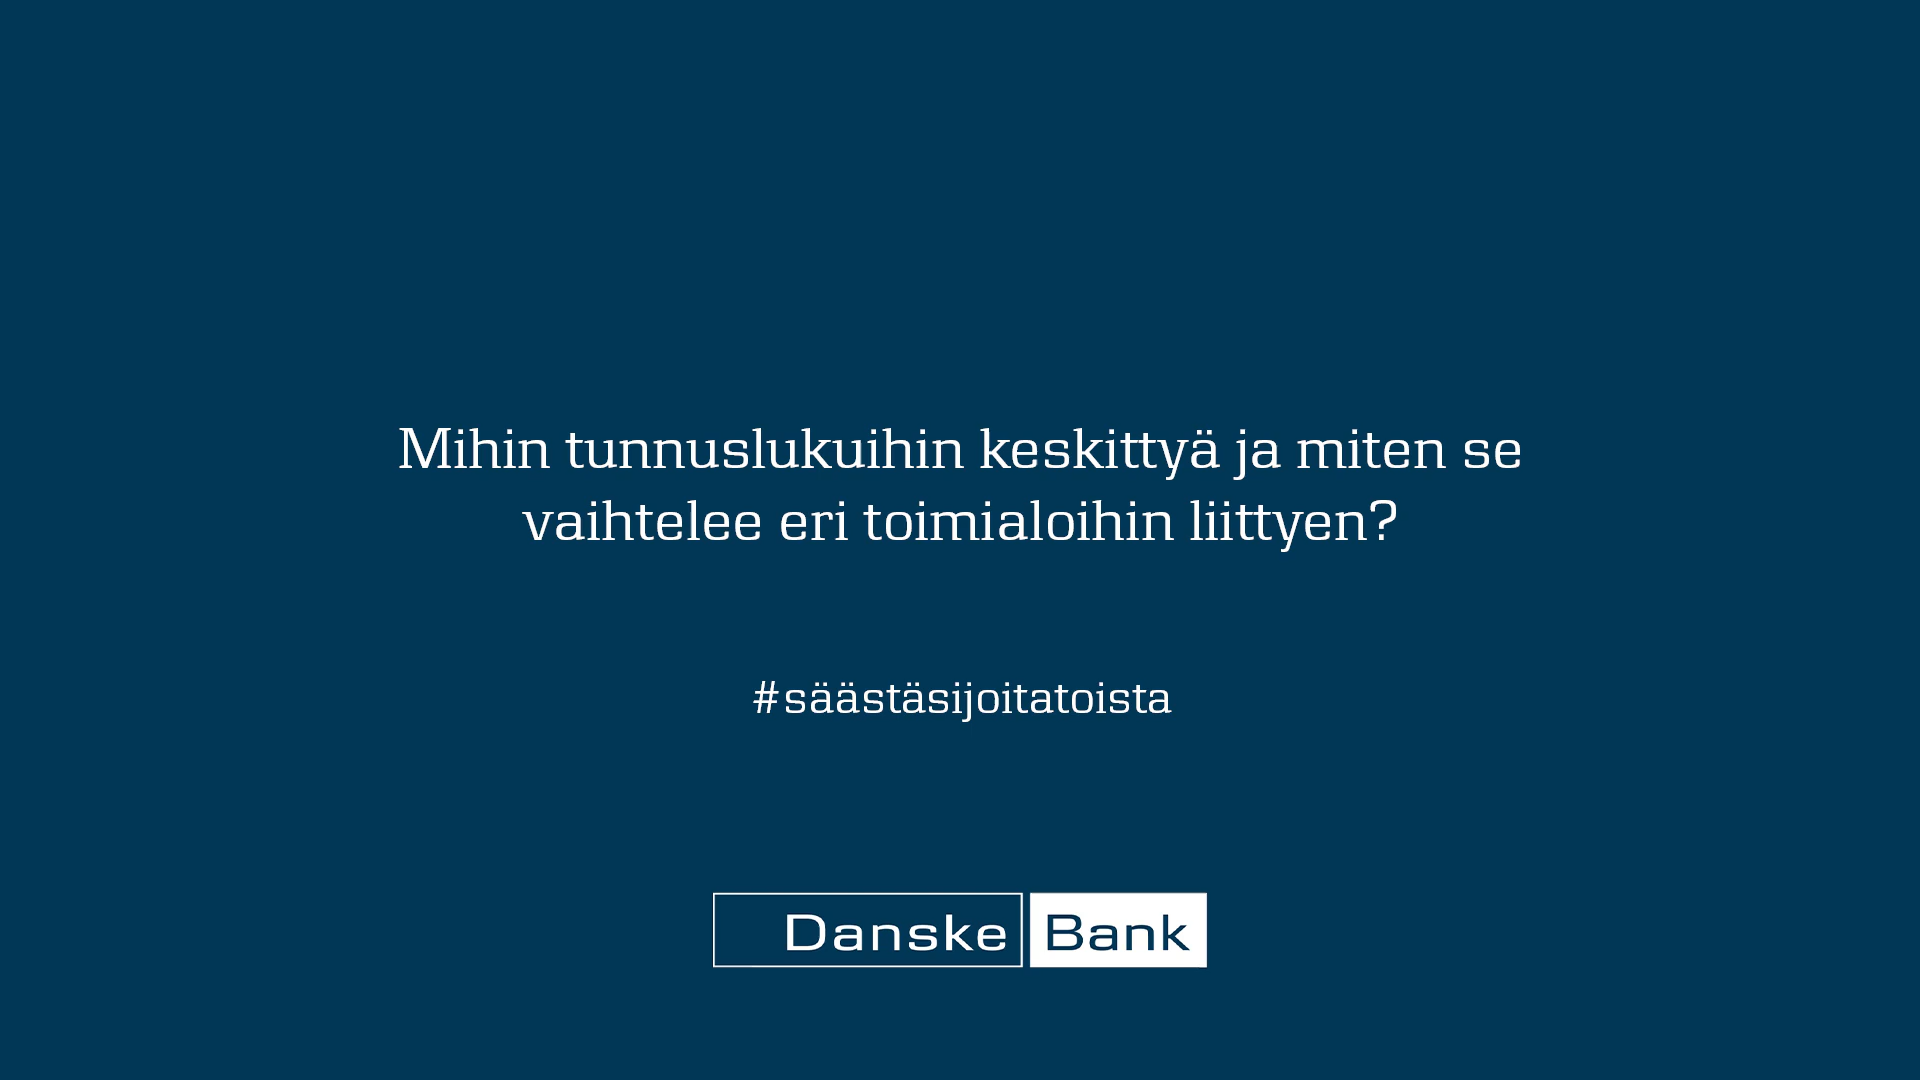 Mihin tunnuslukuihin keskittyä ja miten se
vaihtelee eri toimialoihin liittyen?
#säästäsijoitatoista
Danske Bank